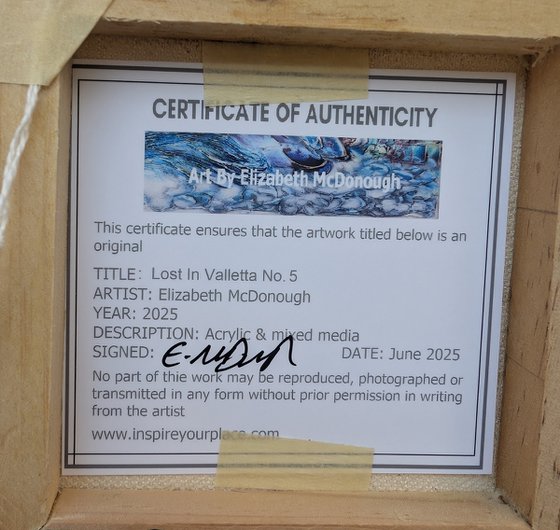 CERTIFICATE OF AUTHENTICITY
Art By Elizabeth McDonough
This certificate ensures that the artwork titled below is an
original
TITLE: Lost In Valletta No. 5
ARTIST: Elizabeth McDonough
YEAR: 2025
DESCRIPTION: Acrylic & mixed media
SIGNED: DATE: June 2025
No part of thie work may be reproduced, photographed or
transmitted in any form without prior permission in writing
from the artist
www.inspireyourplace.com